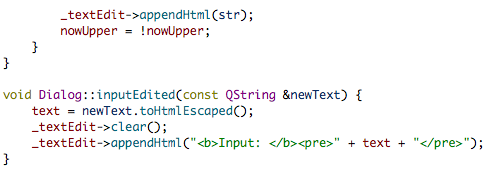 _textEdit->appendHtml(str);
        nowUpper = !nowUpper;
    }
}

void Dialog::inputEdited(const QString &newText) {
    text = newText.toHtmlEscaped();
    _textEdit->clear();
    _textEdit->appendHtml("<b>Input: </b><pre>" + text + "</pre>");
}